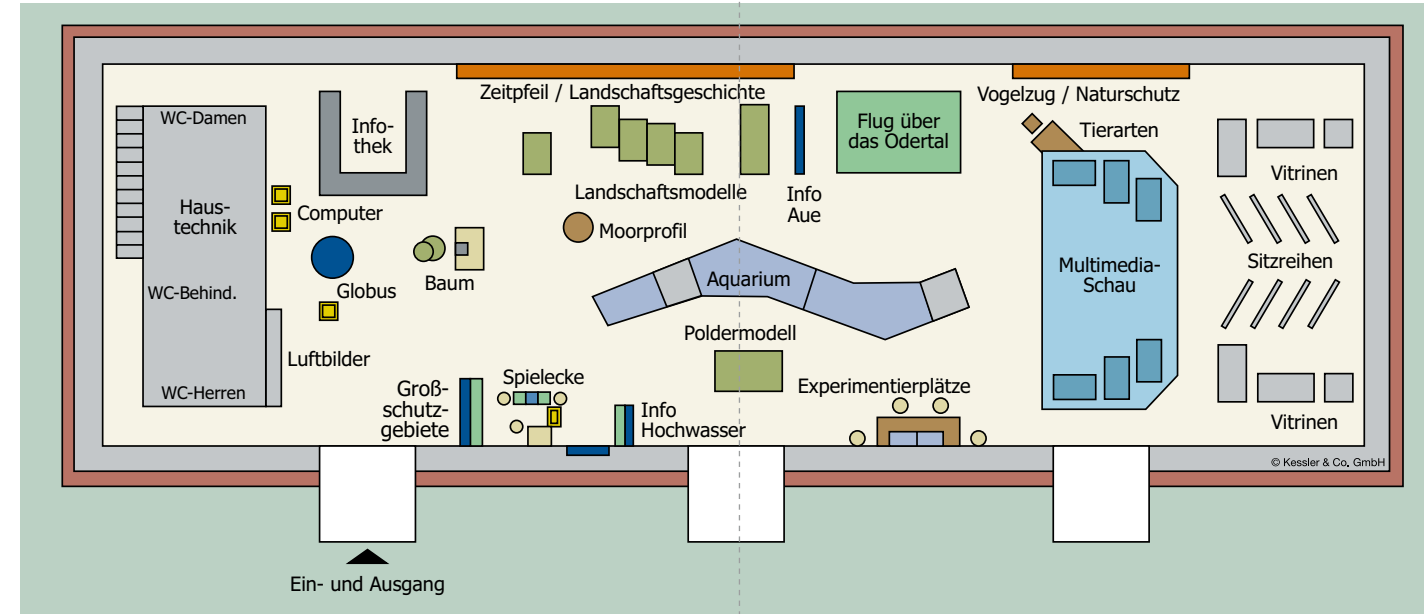 Zeitpfeil / Landschaftsgeschichte
Vogelzug / Naturschutz
WC-Damen
Info-
thek
Flug über
das Odertal
Tierarten
Vitrinen
Landschaftsmodelle
Info
Aue
Haus-
technik
Computer
Moorprofil
Sitzreihen
Multimedia-
Schau
Aquarium
Baum
Globus
WC-Behind.
Poldermodell
Luftbilder
WC-Herren
Groß-
schutz-
gebiete
Spielecke
Info
Hochwasser
Experimentierplätze
Vitrinen
© Kessler & Co. GmbH
Ein- und Ausgang